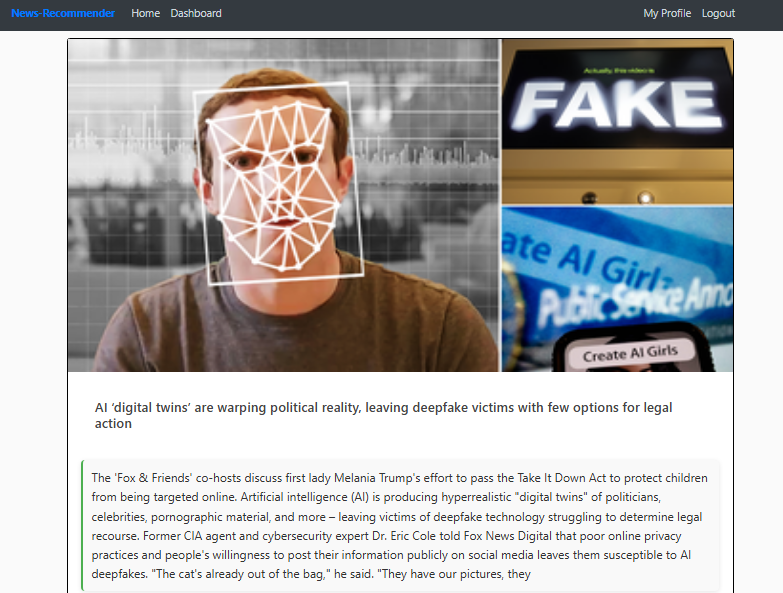 News-Recommender Home Dashboard My Profile Logout
Actually, this video is
FAKE
ate AI Girls
Public Service Anno
Create AI Girls
AI ‘digital twins’ are warping political reality, leaving deepfake victims with few options for legal
action
The 'Fox & Friends' co-hosts discuss first lady Melania Trump's effort to pass the Take It Down Act to protect children
from being targeted online. Artificial intelligence (AI) is producing hyperrealistic "digital twins" of politicians,
celebrities, pornographic material, and more – leaving victims of deepfake technology struggling to determine legal
recourse. Former CIA agent and cybersecurity expert Dr. Eric Cole told Fox News Digital that poor online privacy
practices and people's willingness to post their information publicly on social media leaves them susceptible to AI
deepfakes. "The cat's already out of the bag," he said. "They have our pictures, they